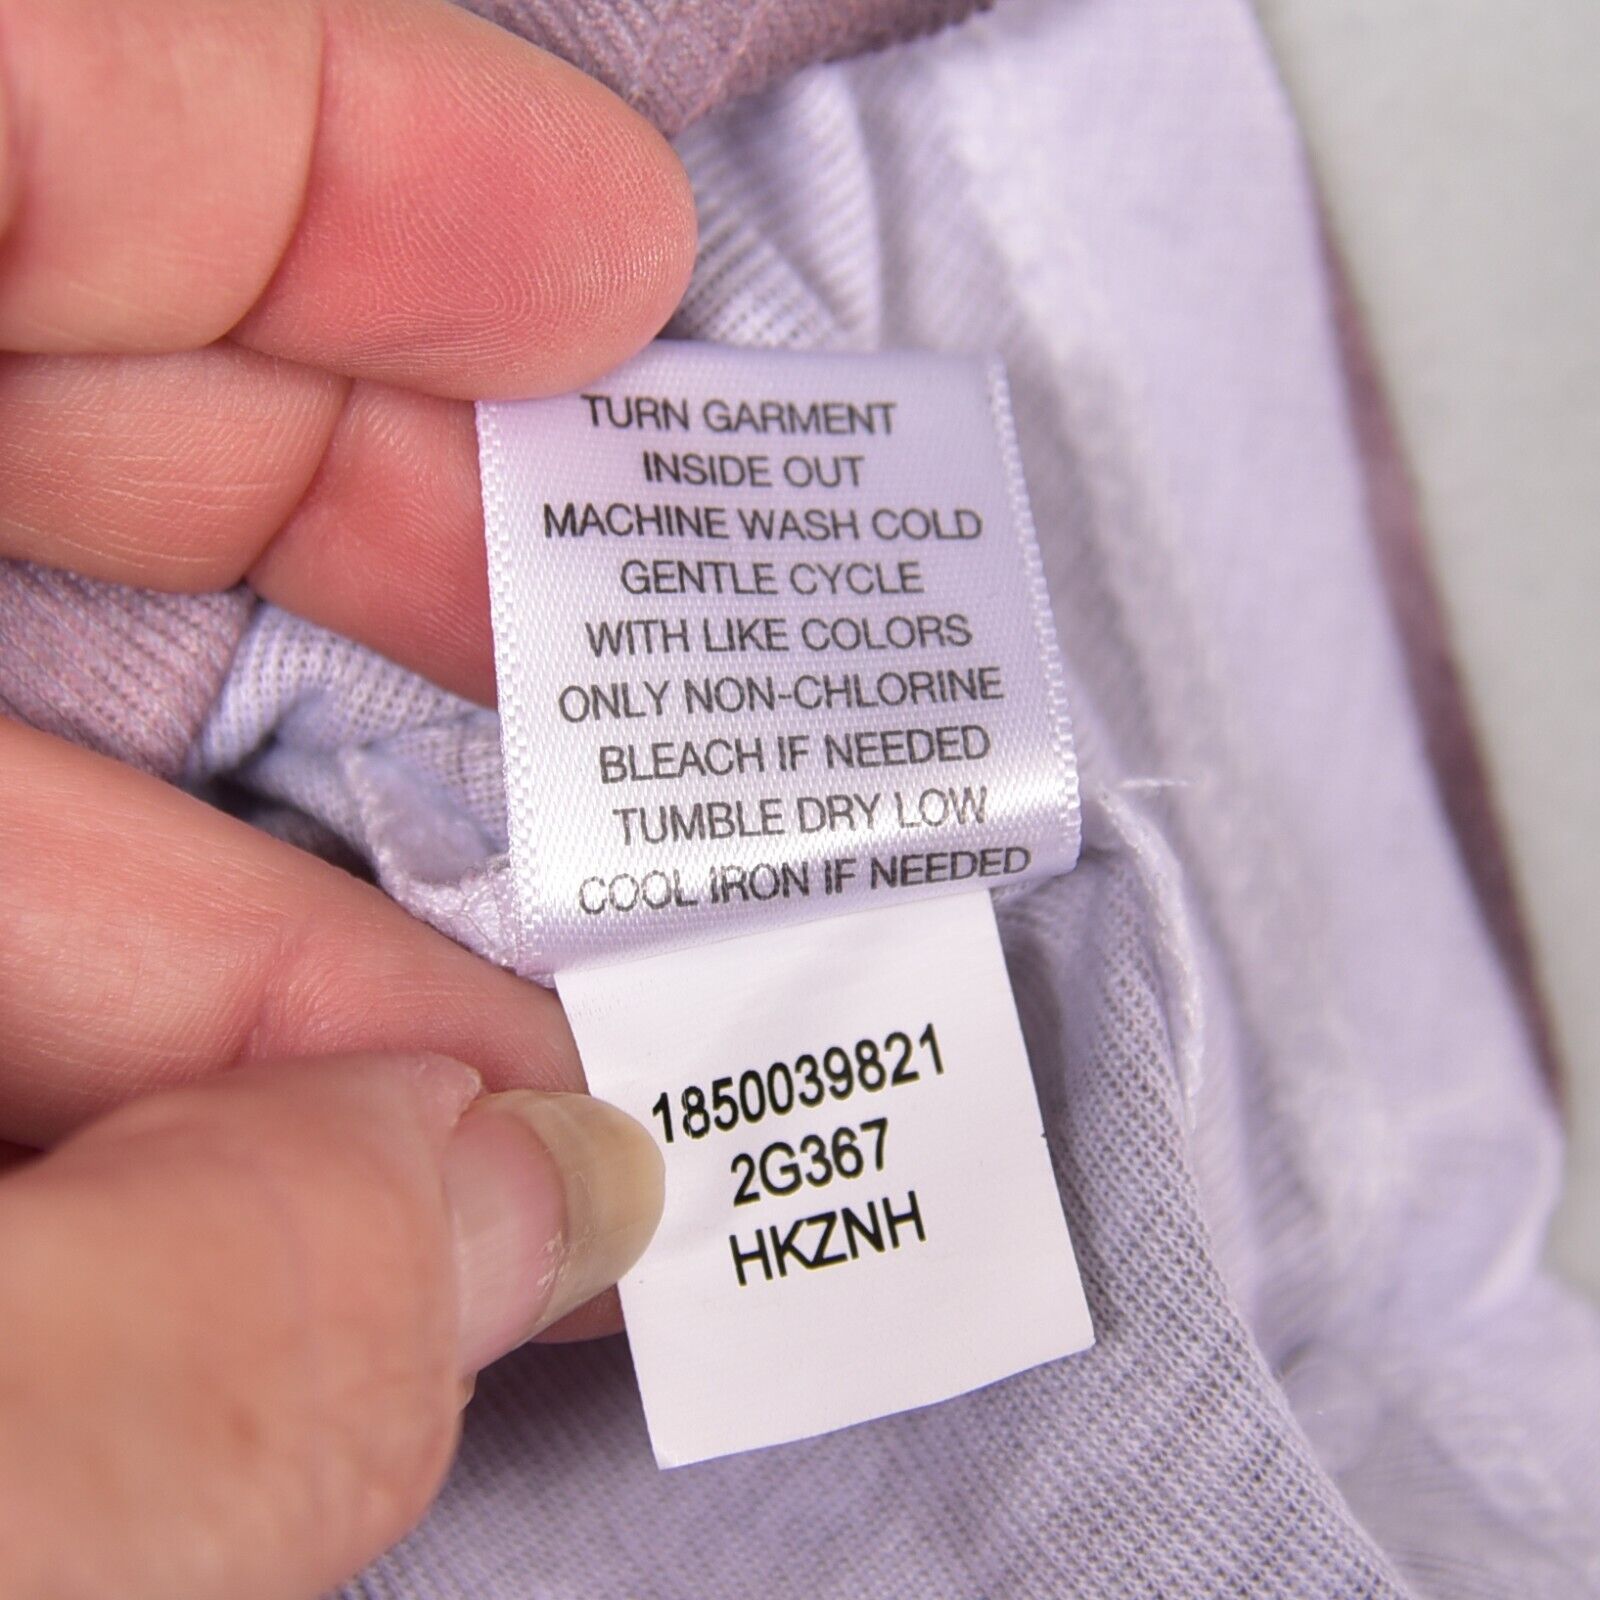 TURN GARMENT
INSIDE OUT
MACHINE WASH COLD
GENTLE CYCLE
WITH LIKE COLORS
ONLY NON-CHLORINE
BLEACH IF NEEDED
TUMBLE DRY LOW
COOL IRON IF NEEDED
1850039821
2G367
HKZNH